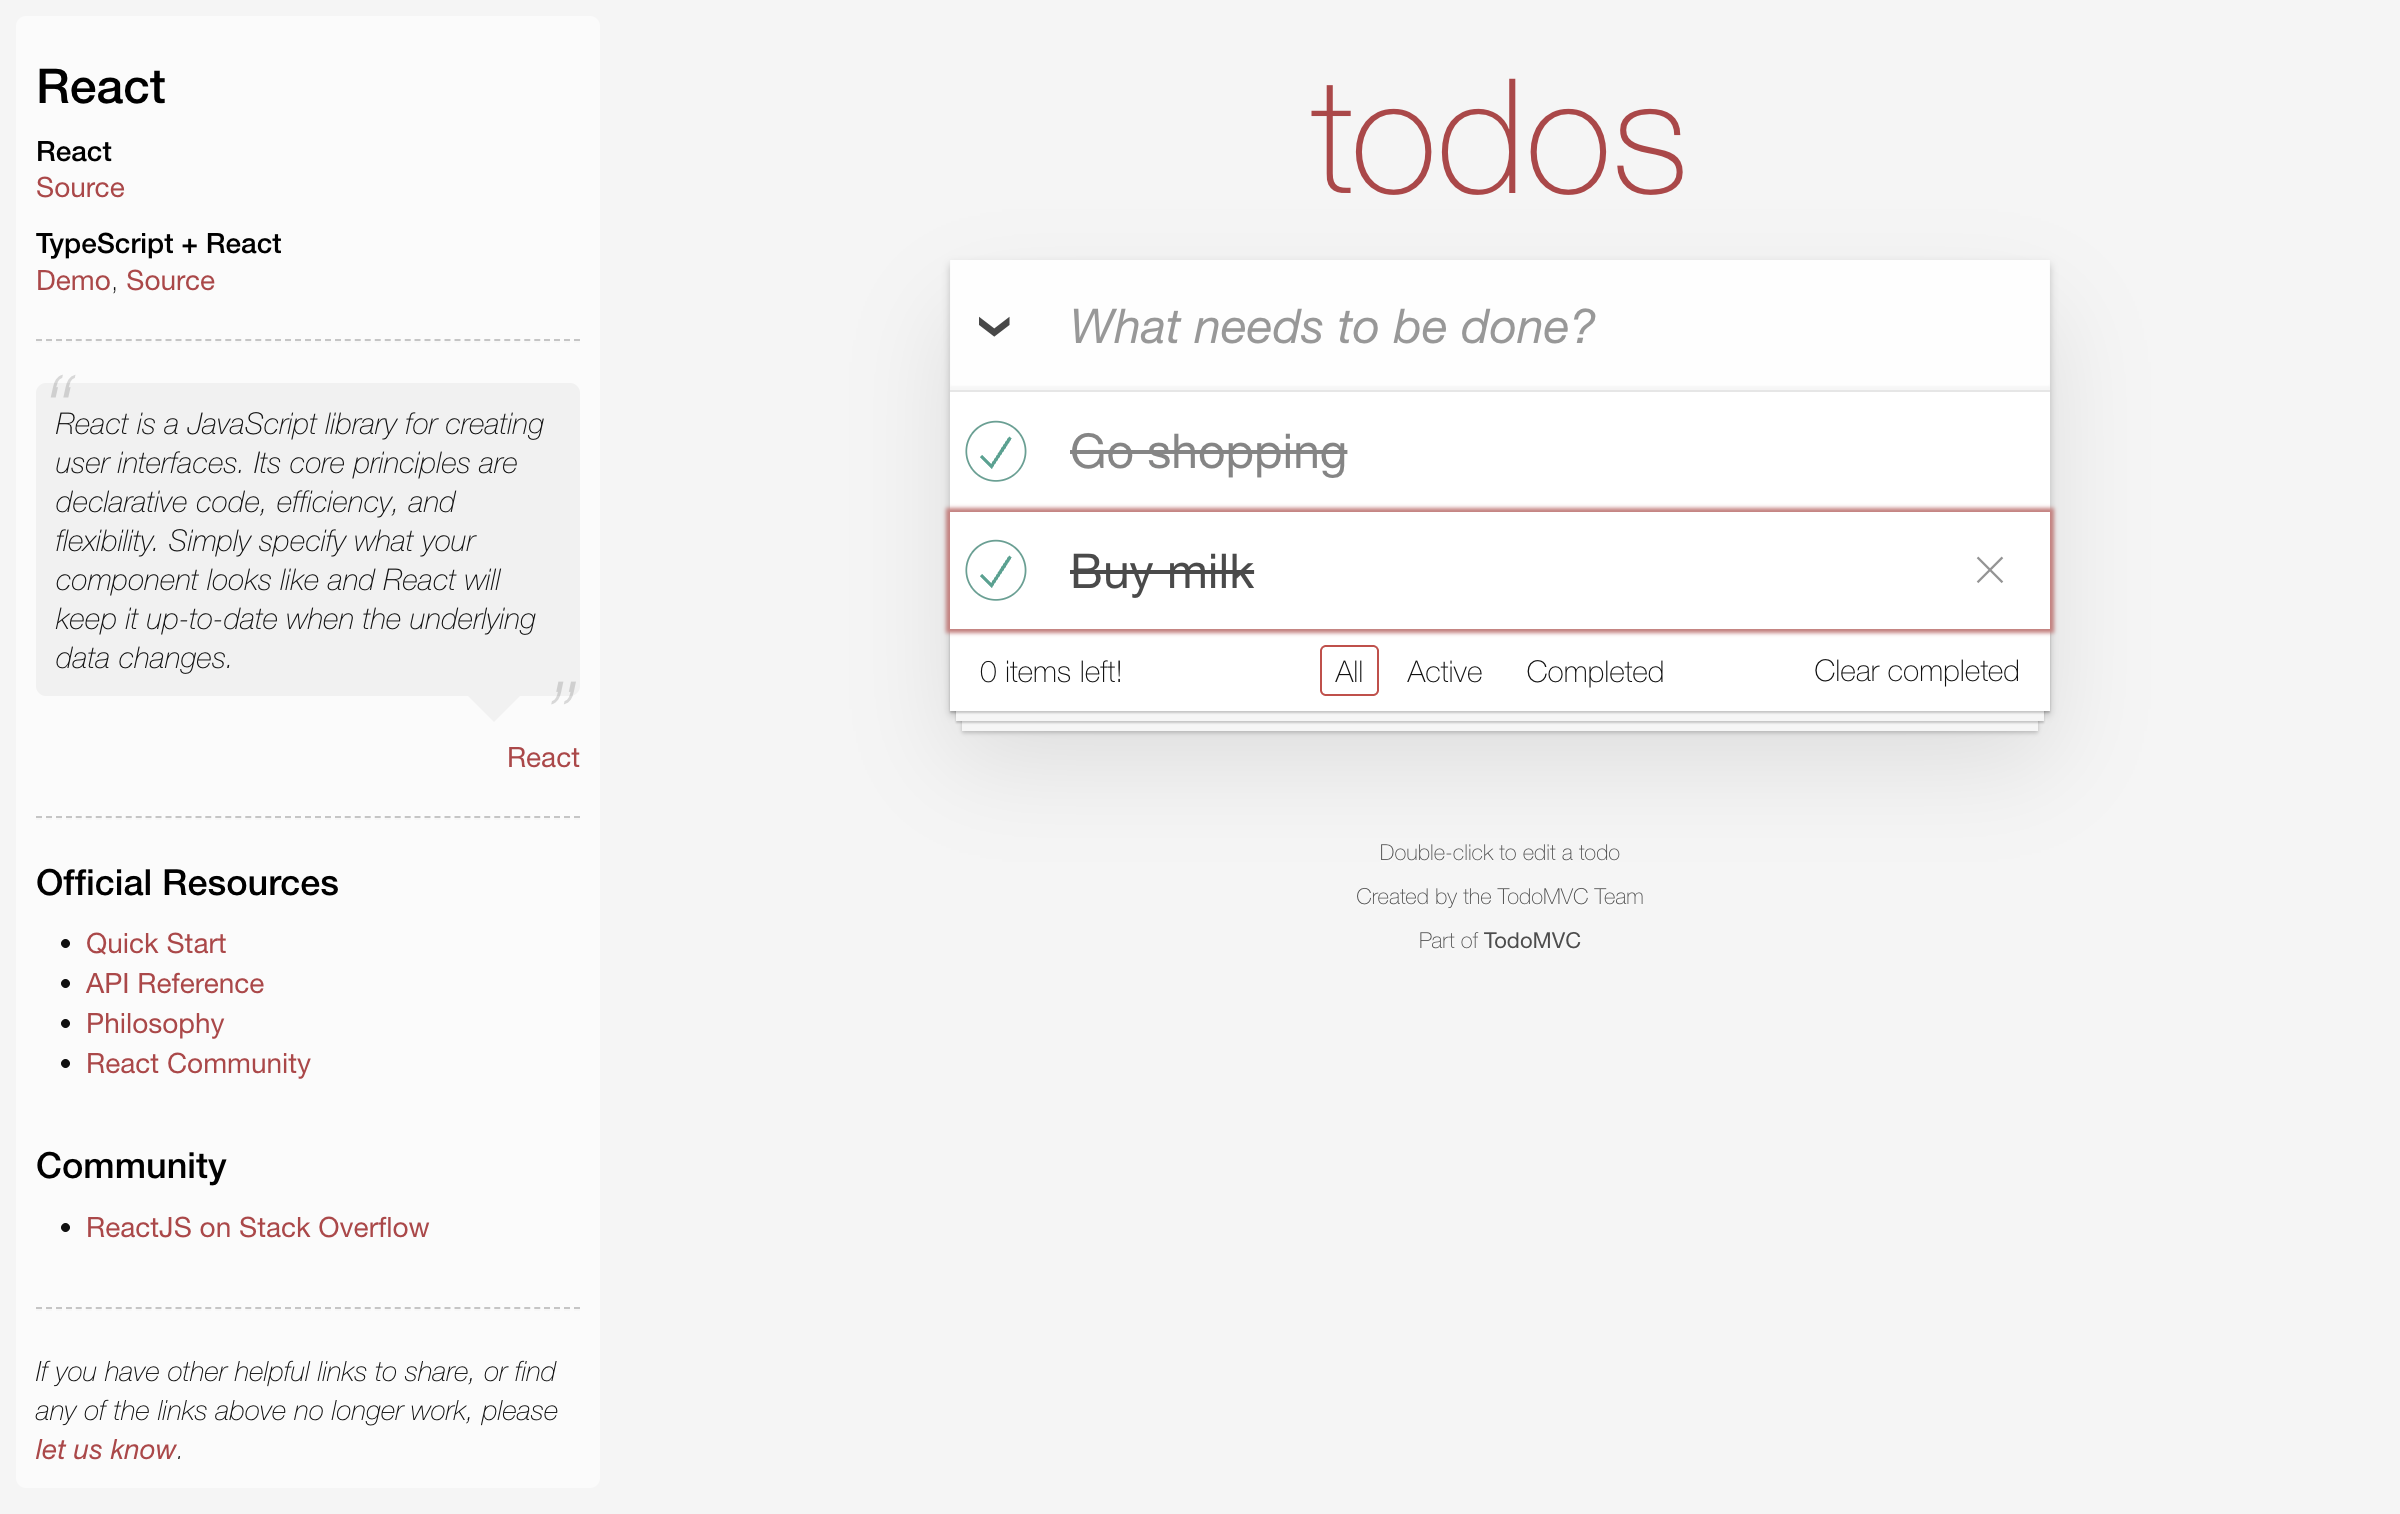 React
React
Source
TypeScript + React
Demo, Source
“
React is a JavaScript library for creating
user interfaces. Its core principles are
declarative code, efficiency, and
flexibility. Simply specify what your
component looks like and React will
keep it up-to-date when the underlying
data changes.
”
React
Official Resources
• Quick Start
• API Reference
• Philosophy
• React Community
Community
• ReactJS on Stack Overflow
If you have other helpful links to share, or find
any of the links above no longer work, please
let us know.
todos
What needs to be done?
Go shopping
Buy milk
0 items left! All Active Completed Clear completed
Double-click to edit a todo
Created by the TodoMVC Team
Part of TodoMVC